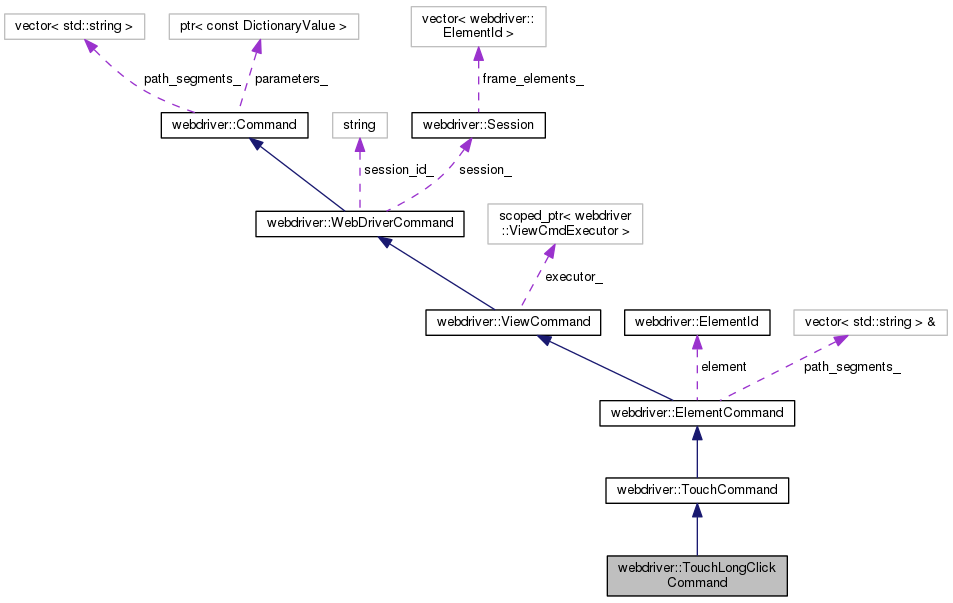 vector< std::string >
ptr< const DictionaryValue >
vector< webdriver::
ElementId >
path_segments_
parameters_
frame_elements_
webdriver::Command
string
webdriver::Session
session_id_
session_
webdriver::WebDriverCommand
scoped_ptr< webdriver
::ViewCmdExecutor >
executor_
webdriver::ViewCommand
webdriver::ElementId
vector< std::string > &
element
path_segments_
webdriver::ElementCommand
webdriver::TouchCommand
webdriver::TouchLongClick
Command